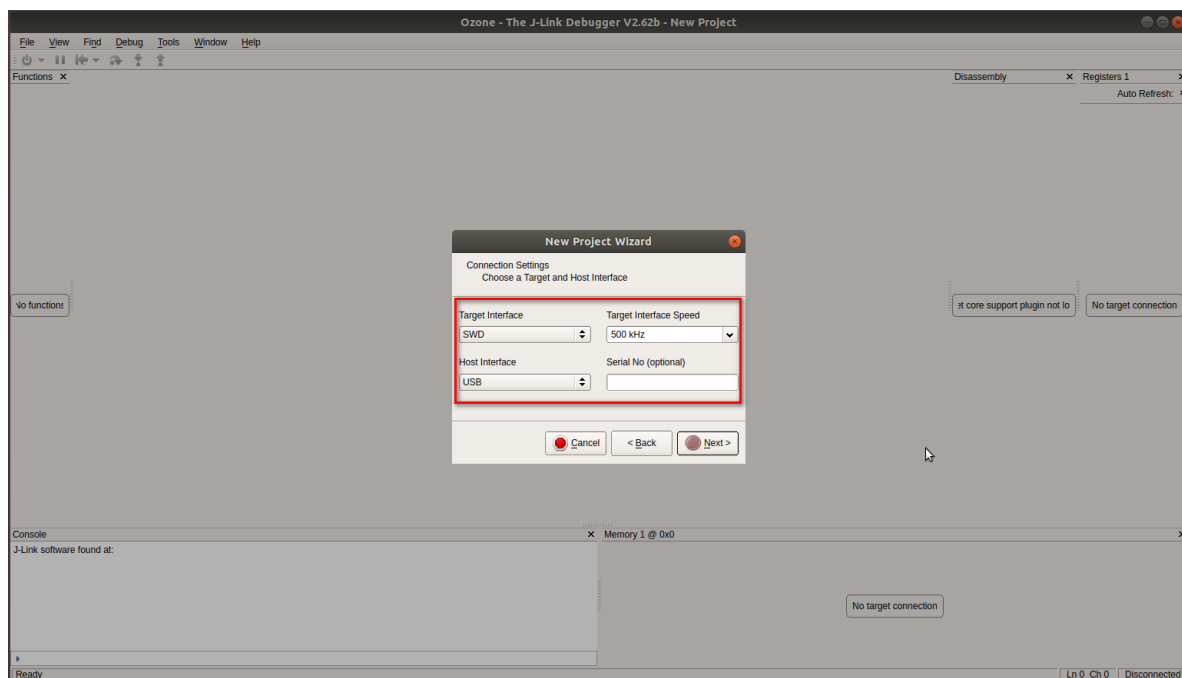 Ozone - The J-Link Debugger V2.62b - New Project
File View Find Debug Tools Window Help
Functions
Disassembly
Registers 1
Auto Refresh:
New Project Wizard
Connection Settings
Choose a Target and Host Interface
No functions
et core support plugin not lo
No target connection
Target Interface Target Interface Speed
SWD 500 kHz
Host Interface Serial No (optional)
USB
Cancel < Back Next >
Console
Memory 1 @ 0x0
J-Link software found at:
No target connection
Ready
Ln 0 Ch 0 Disconnected